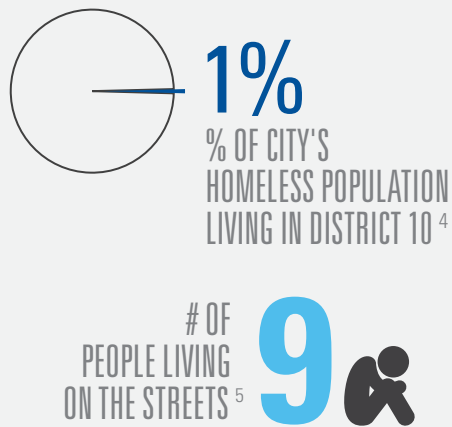 1%
% OF CITY'S
HOMELESS POPULATION
LIVING IN DISTRICT 10 4
# OF
PEOPLE LIVING
ON THE STREETS 5
9